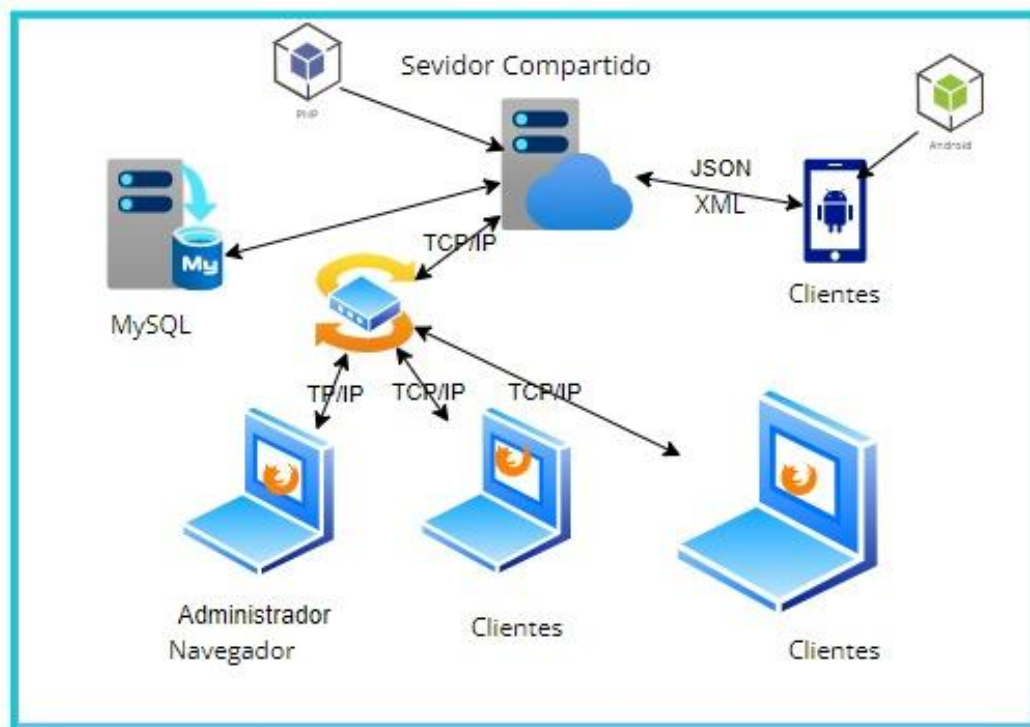 PHP
Sevidor Compartido
Android
JSON
XML
Clientes
TCP/IP
My
MySQL
TP/IP
TCP/IP
TCP/IP
Administrador
Navegador
Clientes
Clientes